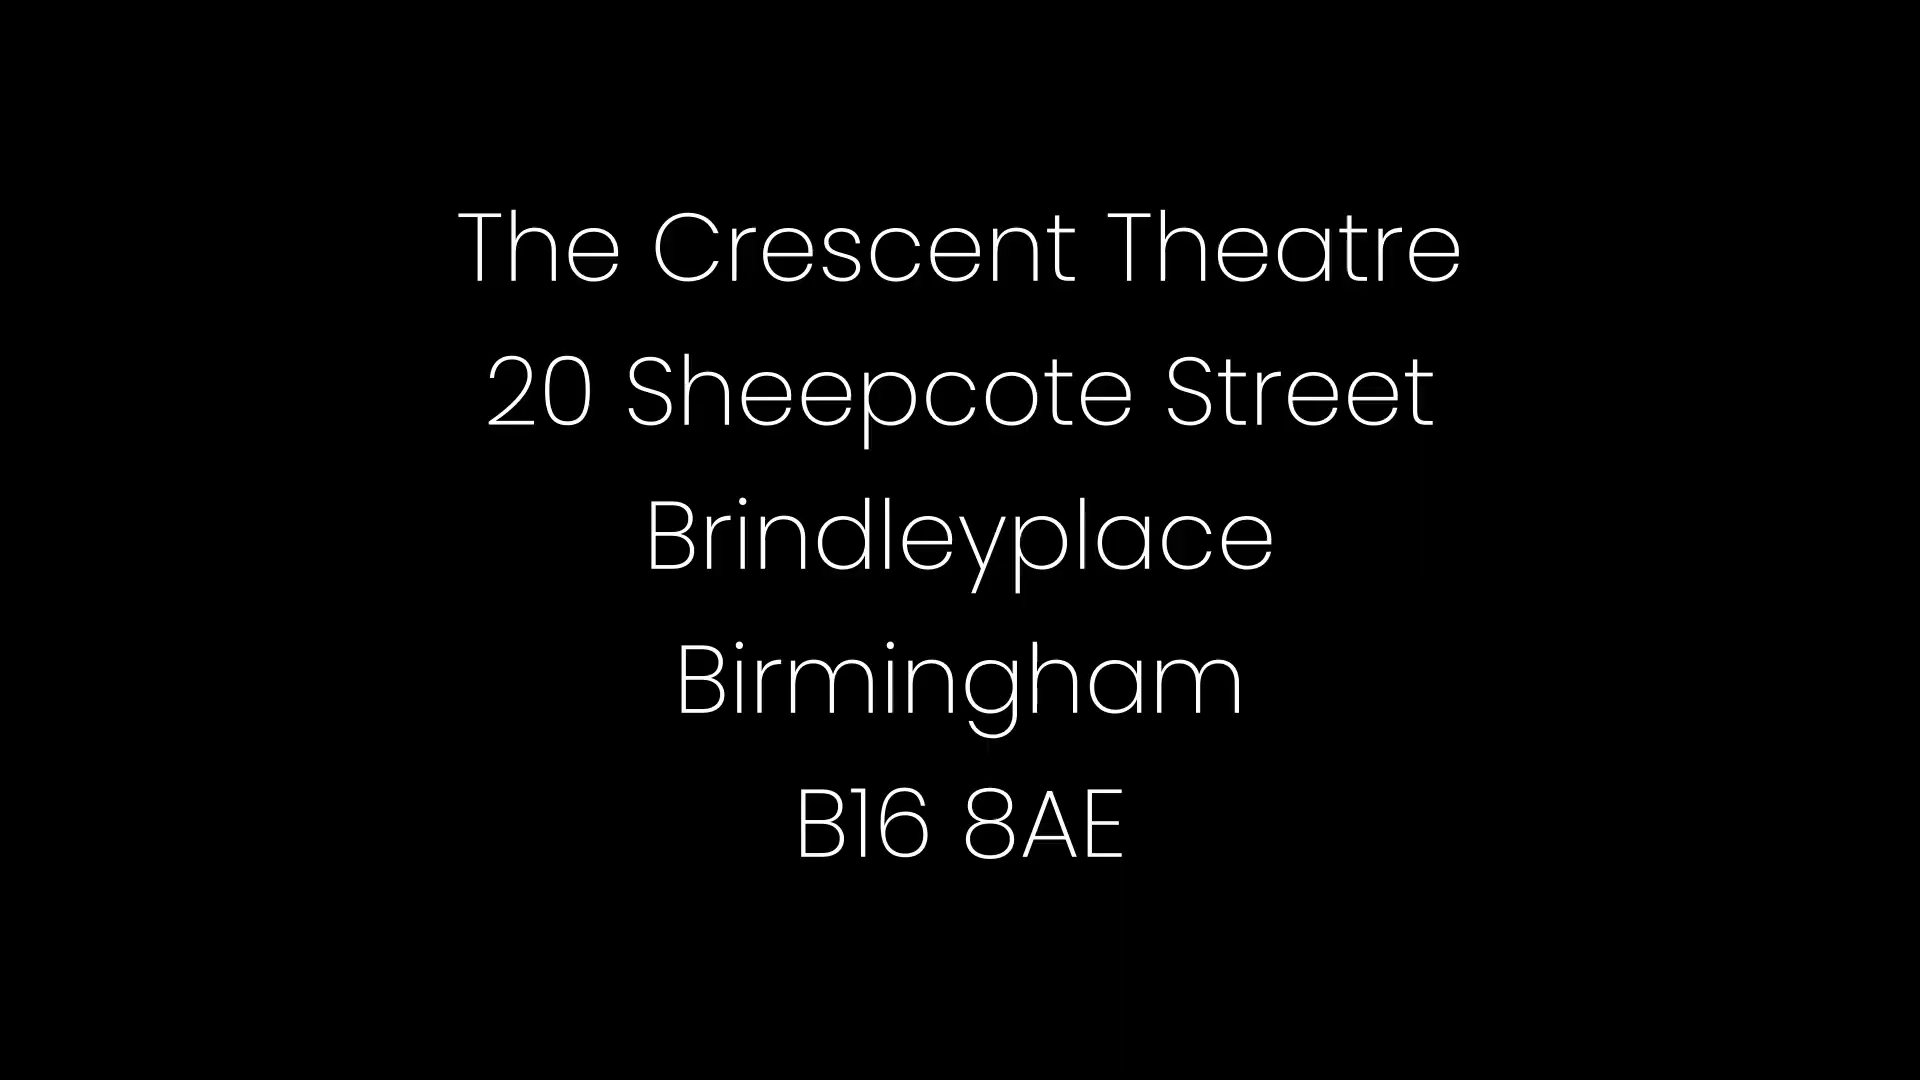 The Crescent Theatre
20 Sheepcote Street
Brindleyplace
Birmingham
B16 8AE